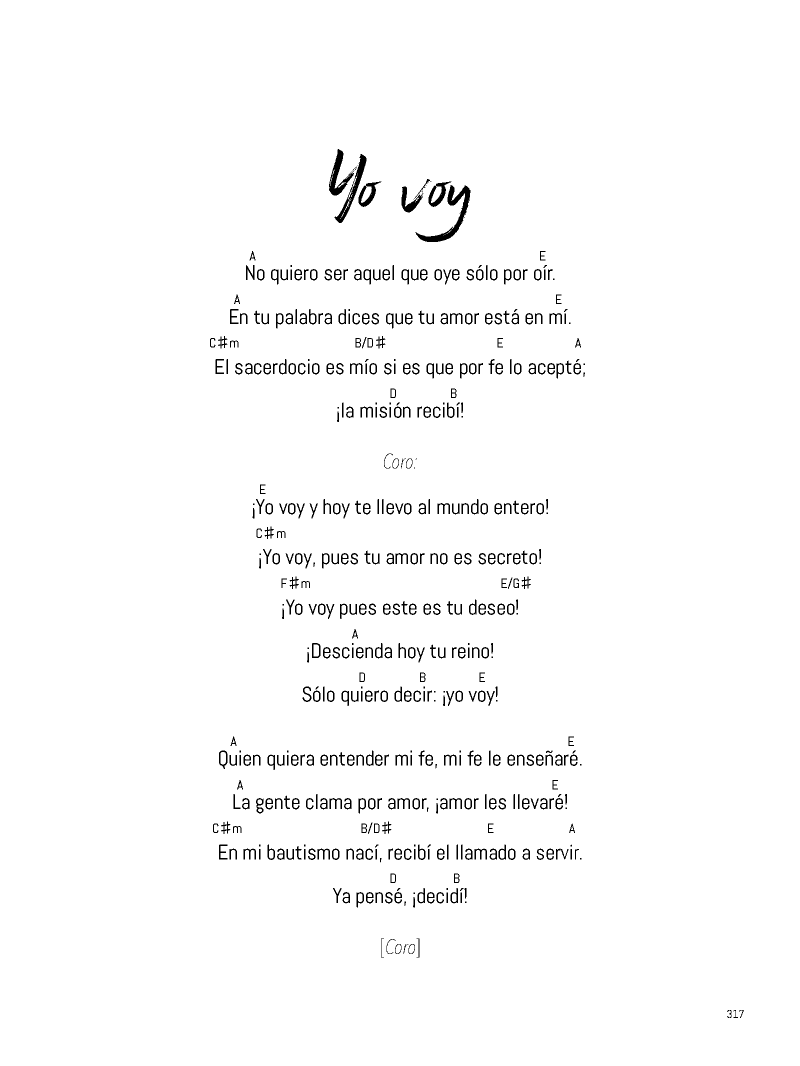 Yo voy
A E
No quiero ser aquel que oye sólo por oír.
A E
En tu palabra dices que tu amor está en mí.
C♯m B/D♯ E A
El sacerdocio es mío si es que por fe lo acepté;
D B
¡la misión recibí!
Coro:
E
¡Yo voy y hoy te llevo al mundo entero!
C♯m
¡Yo voy, pues tu amor no es secreto!
F♯m E/G♯
¡Yo voy pues este es tu deseo!
A
¡Descienda hoy tu reino!
D B E
Sólo quiero decir: ¡yo voy!
A E
Quien quiera entender mi fe, mi fe le enseñaré.
A E
La gente clama por amor, ¡amor les llevaré!
C♯m B/D♯ E A
En mi bautismo nací, recibí el llamado a servir.
D B
Ya pensé, ¡decidí!
[Coro]
317